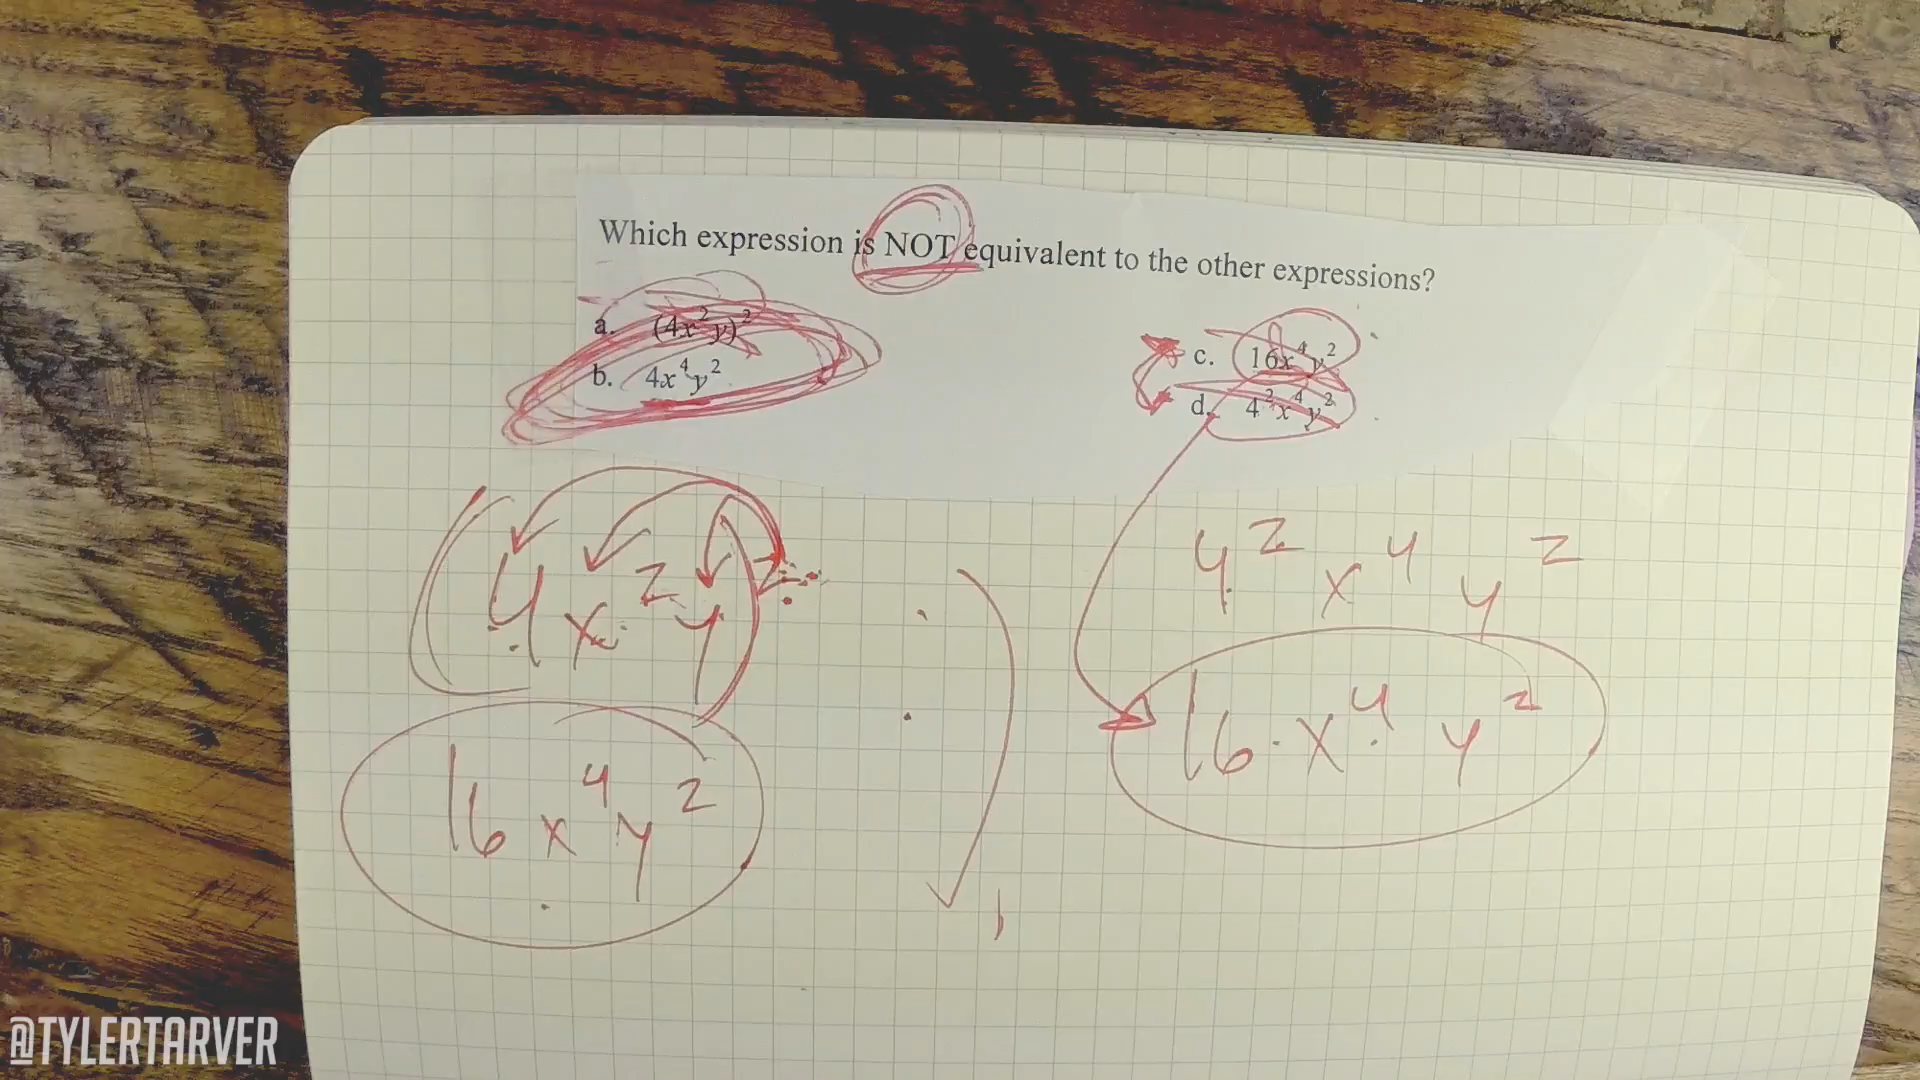 Which expression is NOT equivalent to the other expressions?
a. (4x²y)²
b. 4x⁴y²
c. 16x⁴y²
d. 4²x⁴y²
(4x²y)²
16x⁴y²
4²x⁴y²
16·x⁴y²
@TYLERTARVER